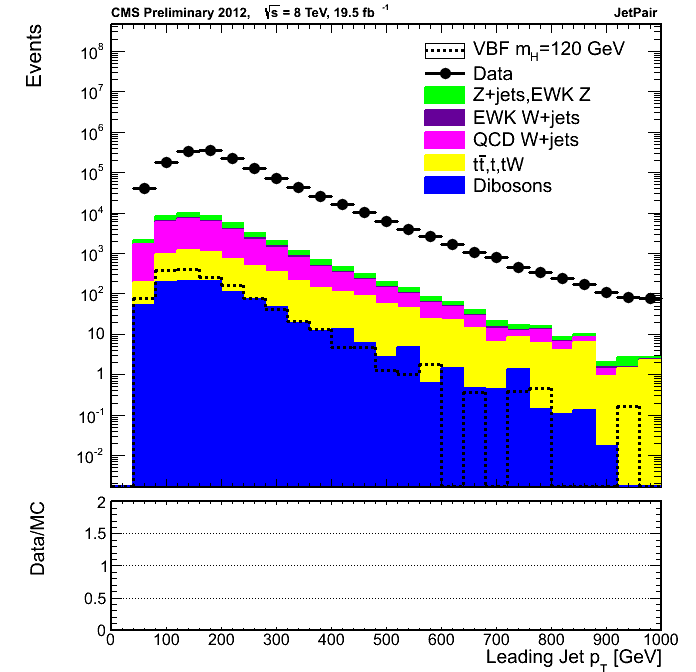 CMS Preliminary 2012, √s = 8 TeV, 19.5 fb⁻¹ JetPair
Events
10⁸
10⁷
10⁶
10⁵
10⁴
10³
10²
10
1
10⁻¹
10⁻²
VBF m_H=120 GeV
Data
Z+jets,EWK Z
EWK W+jets
QCD W+jets
tt̄,t,tW
Dibosons
Data/MC
2
1.5
1
0.5
0
0 100 200 300 400 500 600 700 800 900 1000
Leading Jet p_T [GeV]